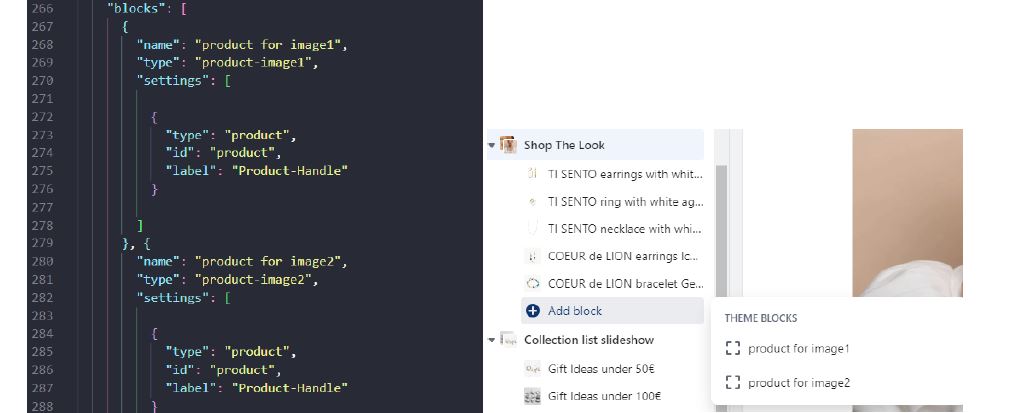 266 "blocks": [
267 {
268 "name": "product for image1",
269 "type": "product-image1",
270 "settings": [
271
272 {
273 "type": "product",
274 "id": "product",
275 "label": "Product-Handle"
276 }
277
278 ]
279 }, {
280 "name": "product for image2",
281 "type": "product-image2",
282 "settings": [
283
284 {
285 "type": "product",
286 "id": "product",
287 "label": "Product-Handle"
288 }
Shop The Look
TI SENTO earrings with whit...
TI SENTO ring with white ag...
TI SENTO necklace with whi...
COEUR de LION earrings Ic...
COEUR de LION bracelet Ge...
Add block
Collection list slideshow
Gift Ideas under 50€
Gift Ideas under 100€
THEME BLOCKS
product for image1
product for image2